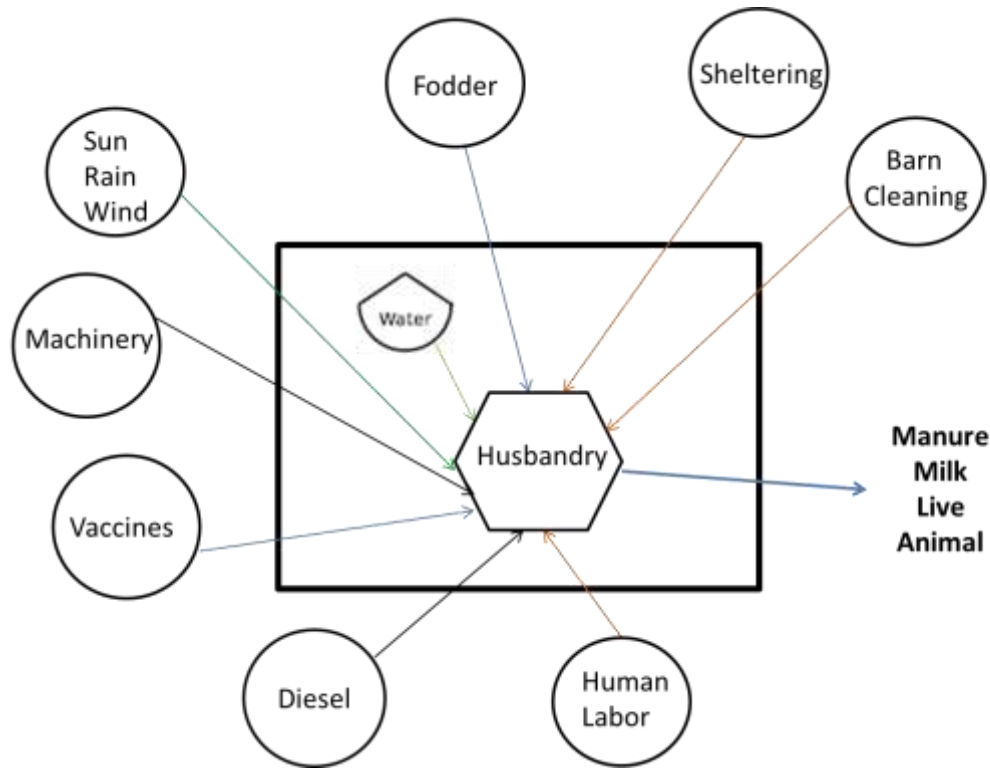 Fodder
Sheltering
Sun
Rain
Wind
Barn
Cleaning
Water
Machinery
Husbandry
Manure
Milk
Live
Animal
Vaccines
Diesel
Human
Labor